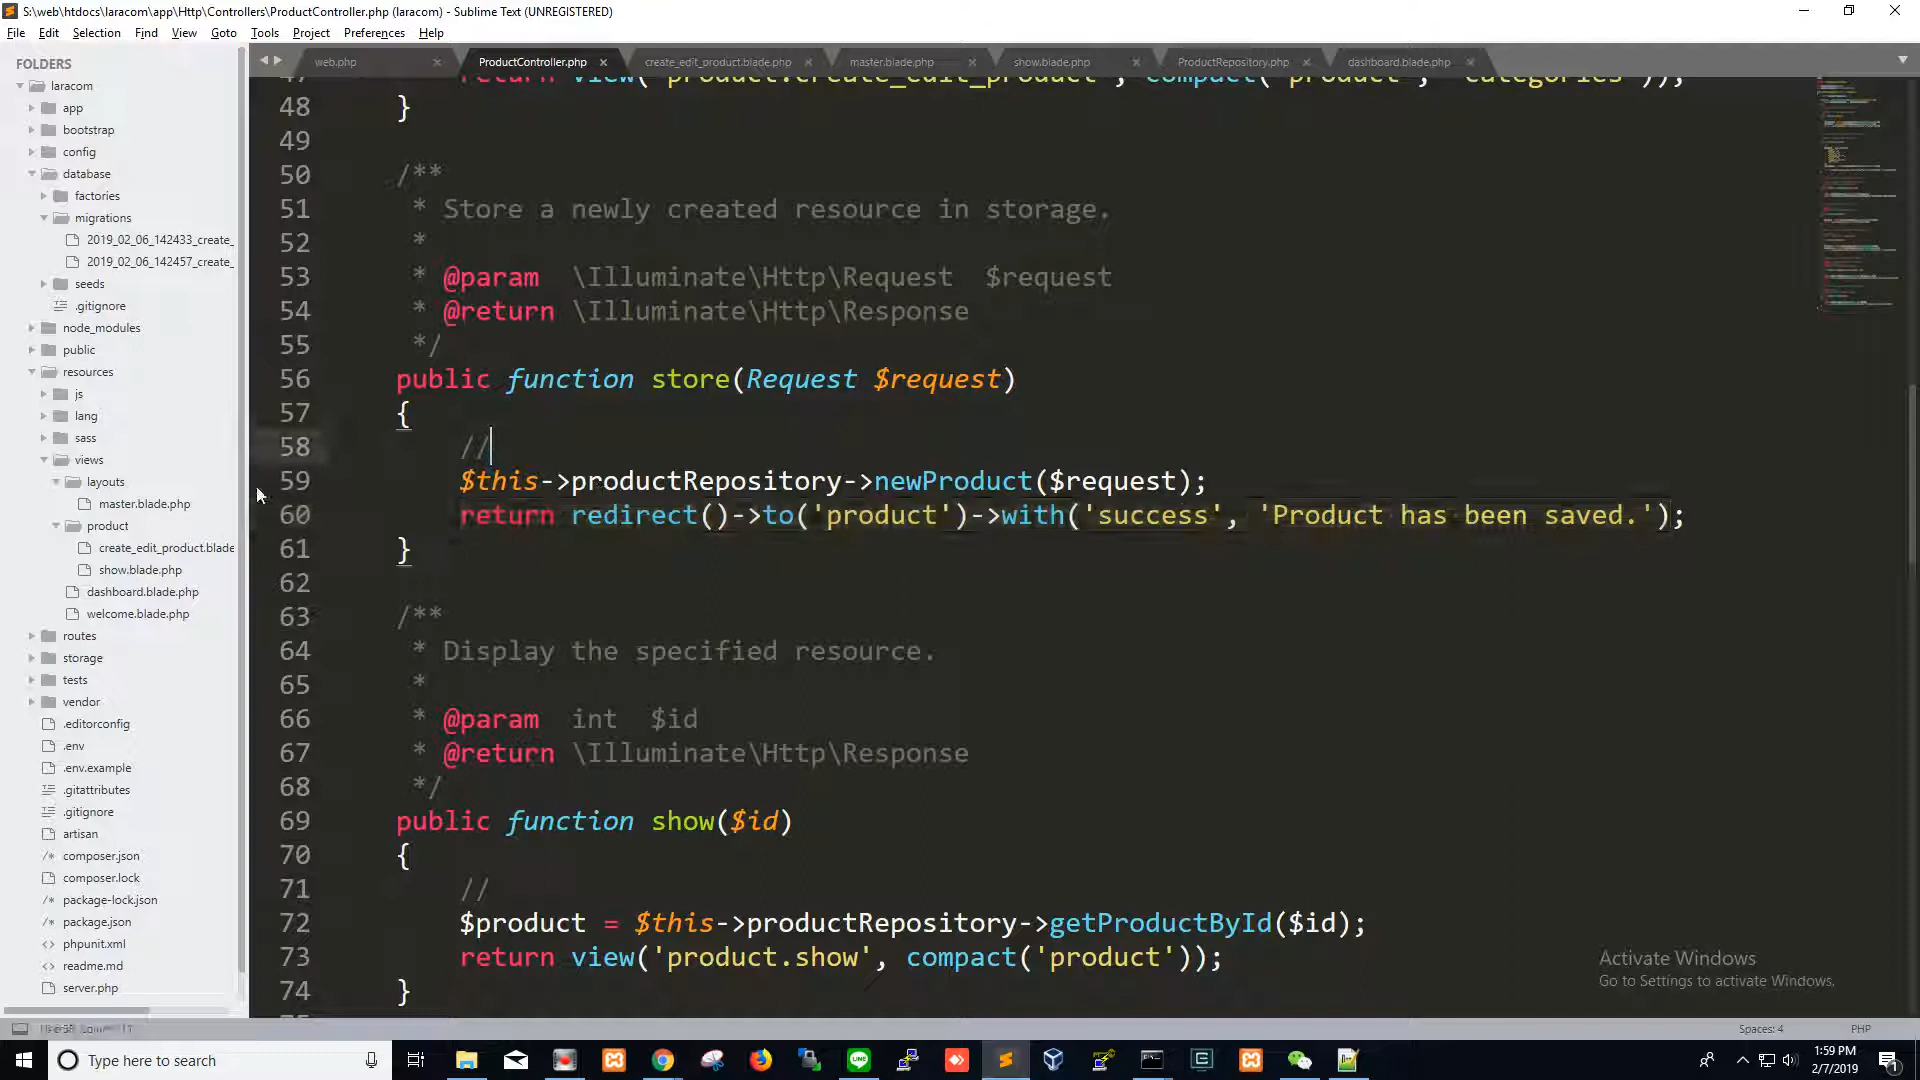 S:\web\htdocs\laracom\app\Http\Controllers\ProductController.php (laracom) - Sublime Text (UNREGISTERED)
File Edit Selection Find View Goto Tools Project Preferences Help
FOLDERS
laracom
app
bootstrap
config
database
factories
migrations
2019_02_06_142433_create_
2019_02_06_142457_create_
seeds
.gitignore
node_modules
public
resources
js
lang
sass
views
layouts
master.blade.php
product
create_edit_product.blade
show.blade.php
dashboard.blade.php
welcome.blade.php
routes
storage
tests
vendor
.editorconfig
.env
.env.example
.gitattributes
.gitignore
artisan
composer.json
composer.lock
package-lock.json
package.json
phpunit.xml
readme.md
server.php
web.php ProductController.php create_edit_product.blade.php master.blade.php show.blade.php ProductRepository.php dashboard.blade.php
47 return view('product.create_edit_product', compact('product', 'categories'));
48 }
49
50 /**
51 * Store a newly created resource in storage.
52 *
53 * @param \Illuminate\Http\Request $request
54 * @return \Illuminate\Http\Response
55 */
56 public function store(Request $request)
57 {
58 //
59 $this->productRepository->newProduct($request);
60 return redirect()->to('product')->with('success', 'Product has been saved.');
61 }
62
63 /**
64 * Display the specified resource.
65 *
66 * @param int $id
67 * @return \Illuminate\Http\Response
68 */
69 public function show($id)
70 {
71 //
72 $product = $this->productRepository->getProductById($id);
73 return view('product.show', compact('product'));
74 }
Activate Windows
Go to Settings to activate Windows.
Spaces: 4 PHP
Type here to search
1:59 PM
2/7/2019
1